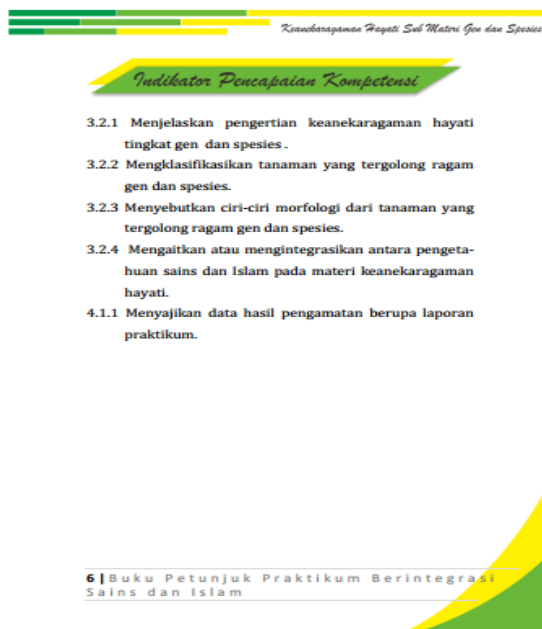 Keanekaragaman Hayati Sub Materi Gen dan Spesies
Indikator Pencapaian Kompetensi
3.2.1 Menjelaskan pengertian keanekaragaman hayati
tingkat gen dan spesies .
3.2.2 Mengklasifikasikan tanaman yang tergolong ragam
gen dan spesies.
3.2.3 Menyebutkan ciri-ciri morfologi dari tanaman yang
tergolong ragam gen dan spesies.
3.2.4 Mengaitkan atau mengintegrasikan antara pengeta-
huan sains dan Islam pada materi keanekaragaman
hayati.
4.1.1 Menyajikan data hasil pengamatan berupa laporan
praktikum.
6 | Buku Petunjuk Praktikum Berintegrasi
Sains dan Islam